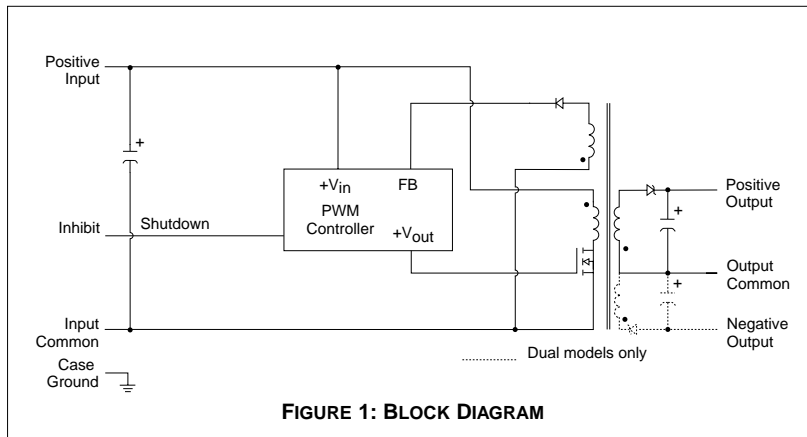 Positive
Input
+
+Vin
FB
PWM
Controller
+Vout
Inhibit
Shutdown
Positive
Output
+
Output
Common
+
Negative
Output
Input
Common
Dual models only
Case
Ground
FIGURE 1: BLOCK DIAGRAM